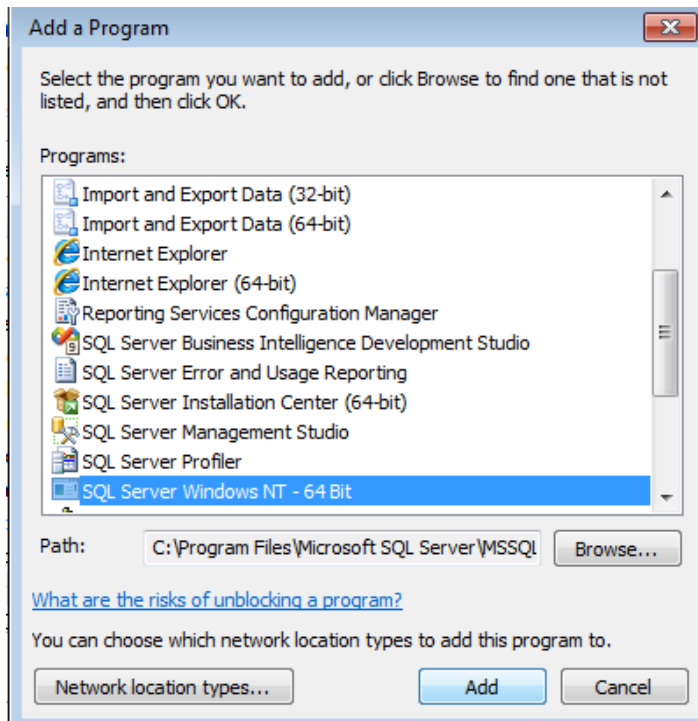 Add a Program
Select the program you want to add, or click Browse to find one that is not
listed, and then click OK.
Programs:
Import and Export Data (32-bit)
Import and Export Data (64-bit)
Internet Explorer
Internet Explorer (64-bit)
Reporting Services Configuration Manager
SQL Server Business Intelligence Development Studio
SQL Server Error and Usage Reporting
SQL Server Installation Center (64-bit)
SQL Server Management Studio
SQL Server Profiler
SQL Server Windows NT - 64 Bit
Path: C:\Program Files\Microsoft SQL Server\MSSQL Browse...
What are the risks of unblocking a program?
You can choose which network location types to add this program to.
Network location types... Add Cancel